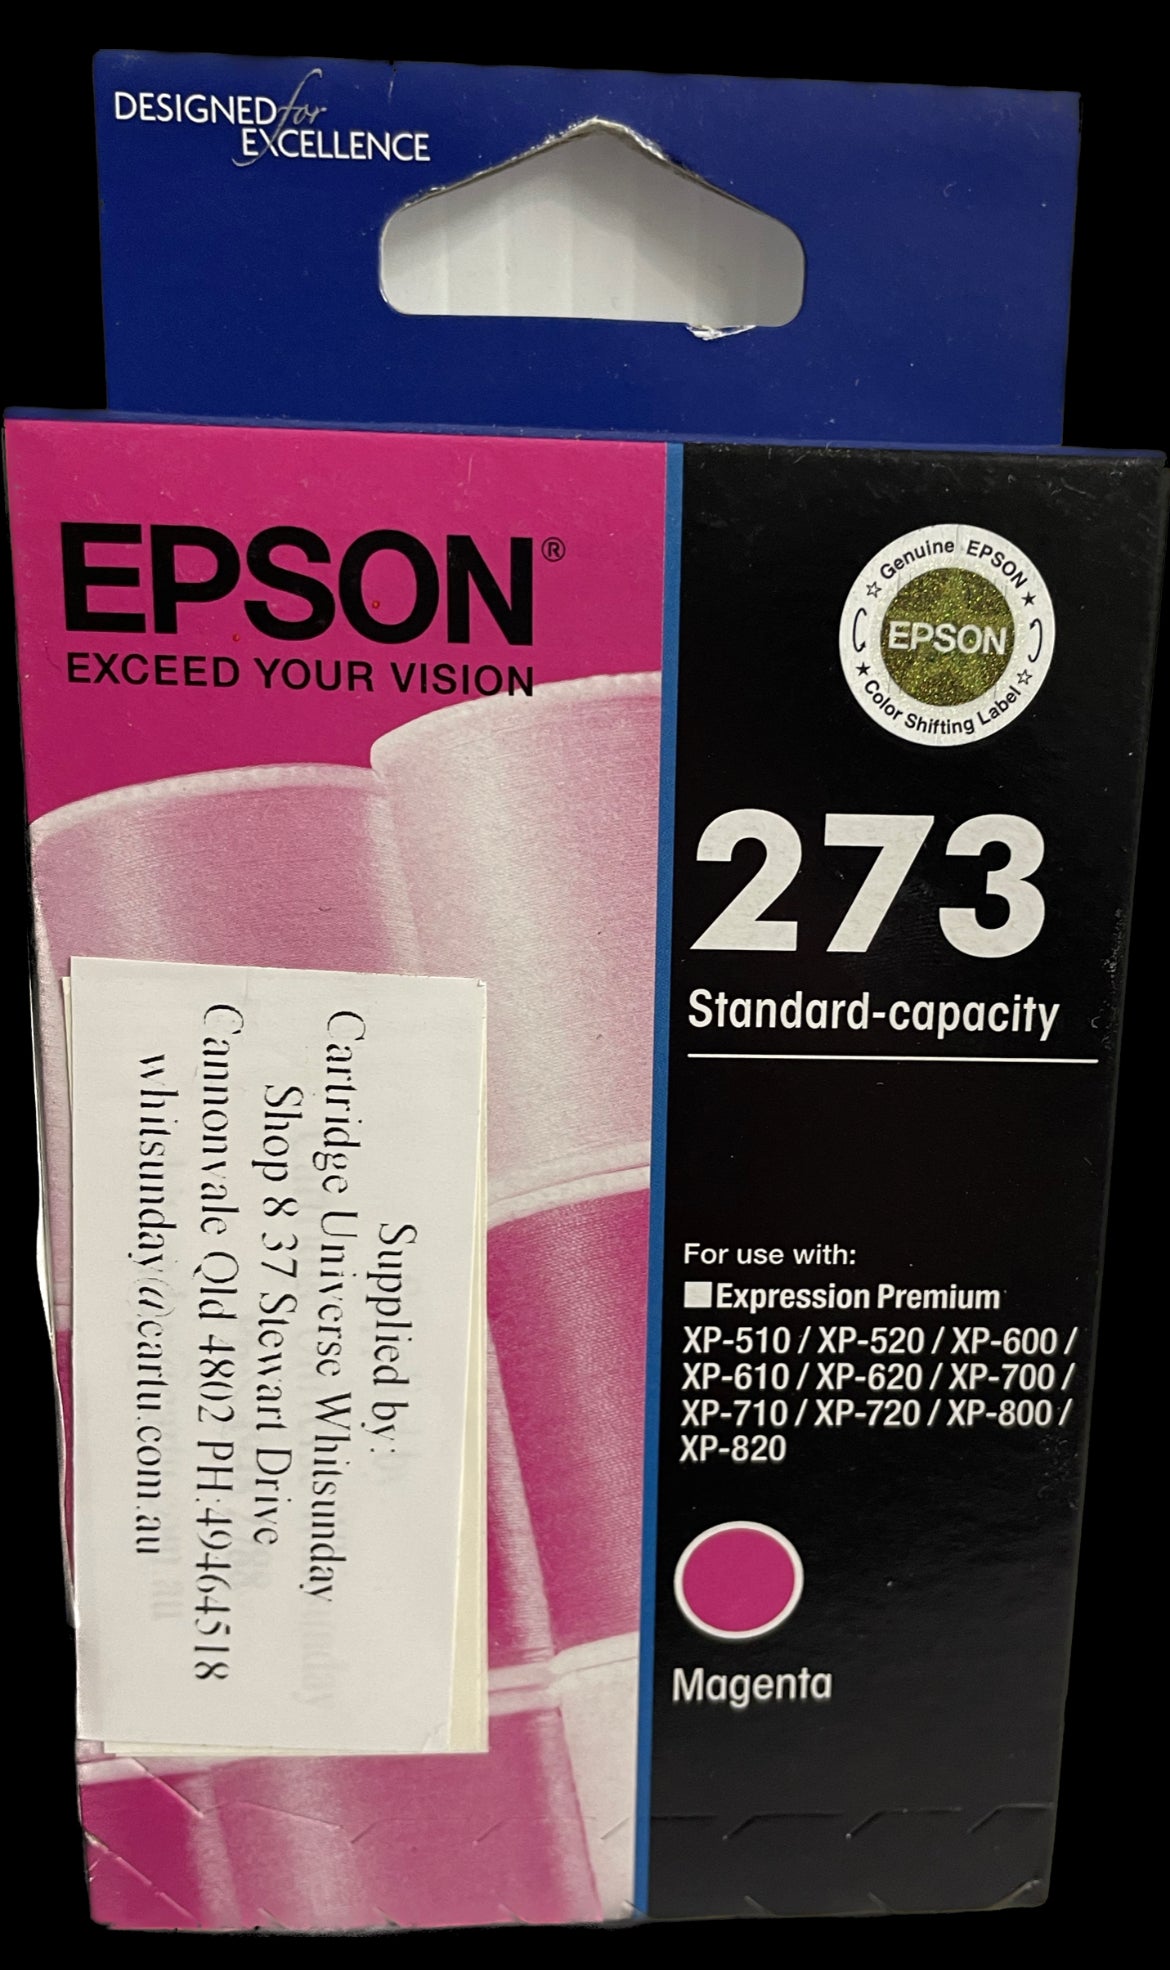 DESIGNED for
EXCELLENCE
EPSON®
EXCEED YOUR VISION
☆ Genuine EPSON ★
EPSON
★ Color Shifting Label ☆
273
Standard-capacity
For use with:
Expression Premium
XP-510 / XP-520 / XP-600 /
XP-610 / XP-620 / XP-700 /
XP-710 / XP-720 / XP-800 /
XP-820
Magenta
Supplied by:
Cartridge Universe Whitsunday
Shop 8 37 Stewart Drive
Cannonvale Qld 4802 PH:49464518
whitsunday@cartu.com.au